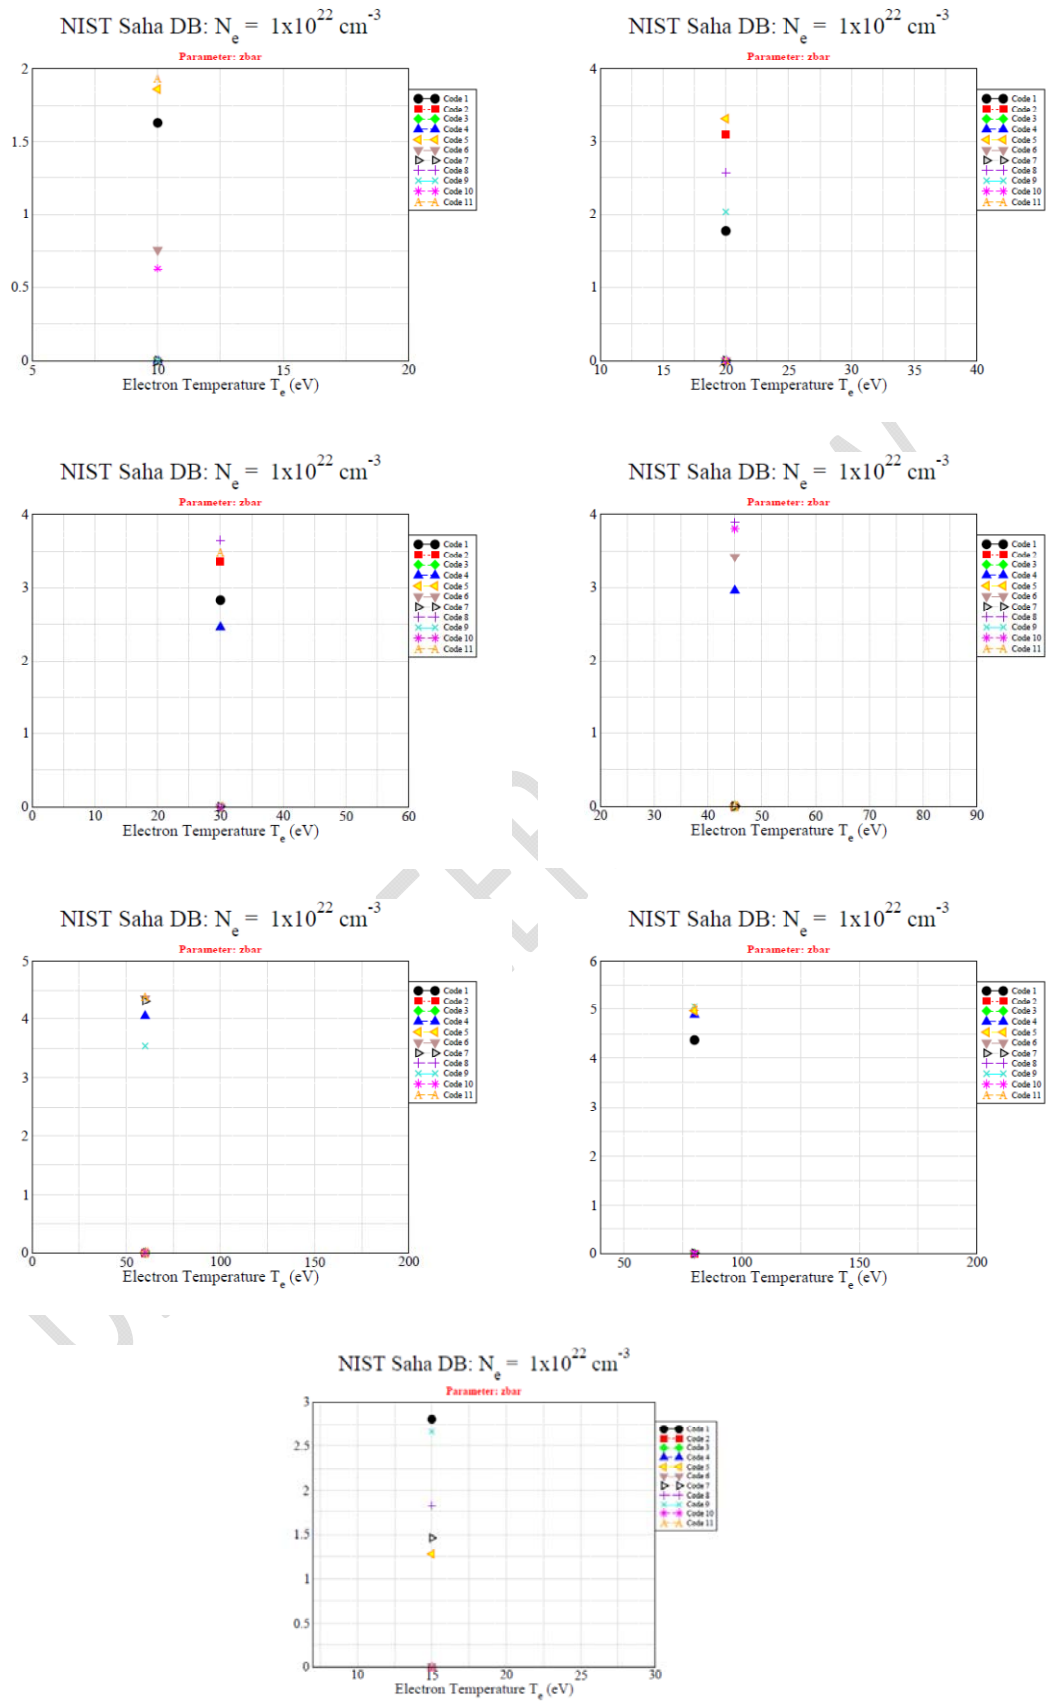 NIST Saha DB: Ne = 1x10^22 cm^-3
Parameter: zbar
2
1.5
1
0.5
0
5
10
15
20
Electron Temperature Te (eV)
Code 1
Code 2
Code 3
Code 4
Code 5
Code 6
Code 7
Code 8
Code 9
Code 10
Code 11
NIST Saha DB: Ne = 1x10^22 cm^-3
Parameter: zbar
4
3
2
1
0
10
15
20
25
30
35
40
Electron Temperature Te (eV)
Code 1
Code 2
Code 3
Code 4
Code 5
Code 6
Code 7
Code 8
Code 9
Code 10
Code 11
NIST Saha DB: Ne = 1x10^22 cm^-3
Parameter: zbar
4
3
2
1
0
0
10
20
30
40
50
60
Electron Temperature Te (eV)
Code 1
Code 2
Code 3
Code 4
Code 5
Code 6
Code 7
Code 8
Code 9
Code 10
Code 11
NIST Saha DB: Ne = 1x10^22 cm^-3
Parameter: zbar
4
3
2
1
0
20
30
40
50
60
70
80
90
Electron Temperature Te (eV)
Code 1
Code 2
Code 3
Code 4
Code 5
Code 6
Code 7
Code 8
Code 9
Code 10
Code 11
NIST Saha DB: Ne = 1x10^22 cm^-3
Parameter: zbar
5
4
3
2
1
0
0
50
100
150
200
Electron Temperature Te (eV)
Code 1
Code 2
Code 3
Code 4
Code 5
Code 6
Code 7
Code 8
Code 9
Code 10
Code 11
NIST Saha DB: Ne = 1x10^22 cm^-3
Parameter: zbar
6
5
4
3
2
1
0
50
100
150
200
Electron Temperature Te (eV)
Code 1
Code 2
Code 3
Code 4
Code 5
Code 6
Code 7
Code 8
Code 9
Code 10
Code 11
NIST Saha DB: Ne = 1x10^22 cm^-3
Parameter: zbar
3
2.5
2
1.5
1
0.5
0
10
15
20
25
30
Electron Temperature Te (eV)
Code 1
Code 2
Code 3
Code 4
Code 5
Code 6
Code 7
Code 8
Code 9
Code 10
Code 11